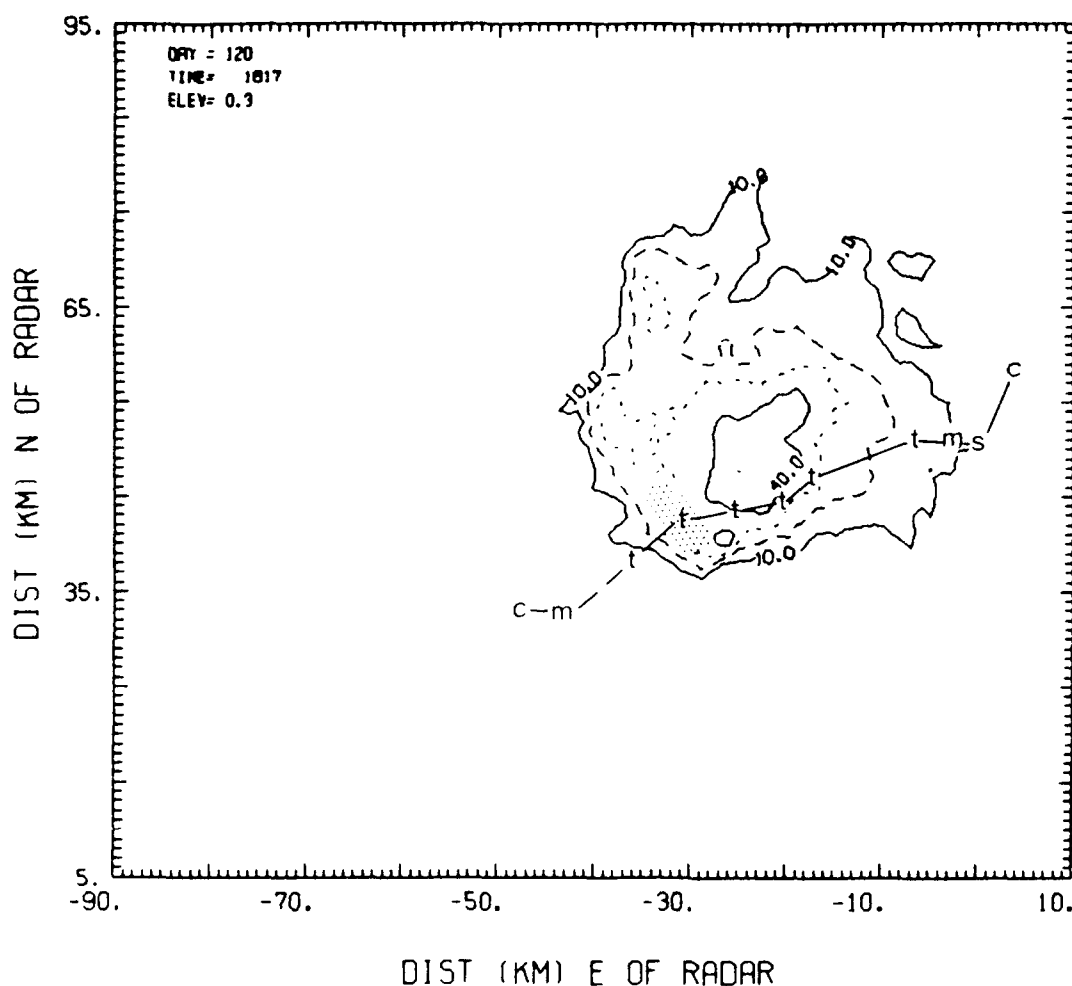 95.
DAY = 120
TIME= 1817
ELEV= 0.3
10.0
10.0
65.
c
10.0
t—m=s
40.0
t
t
t
t
10.0
t
35.
c—m
5.
-90. -70. -50. -30. -10. 10.
DIST (KM) E OF RADAR
DIST (KM) N OF RADAR